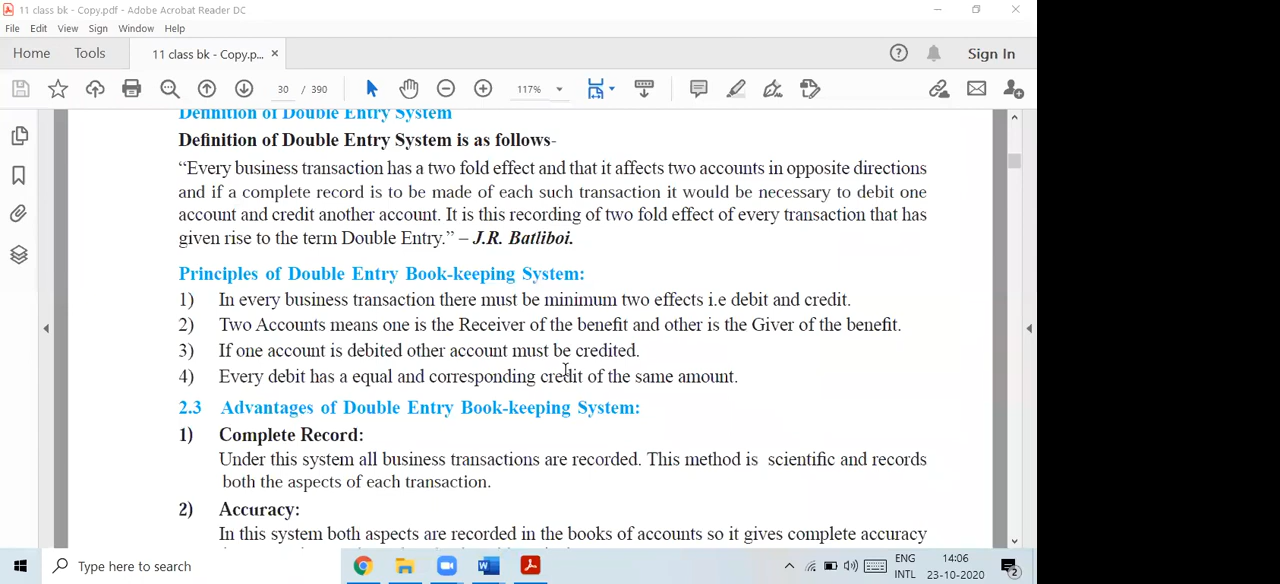 11 class bk - Copy.pdf - Adobe Acrobat Reader DC
File Edit View Sign Window Help
Home Tools 11 class bk - Copy.p... × Sign In
30 / 390 117%
Definition of Double Entry System
Definition of Double Entry System is as follows-
“Every business transaction has a two fold effect and that it affects two accounts in opposite directions
and if a complete record is to be made of each such transaction it would be necessary to debit one
account and credit another account. It is this recording of two fold effect of every transaction that has
given rise to the term Double Entry.” – J.R. Batliboi.
Principles of Double Entry Book-keeping System:
1) In every business transaction there must be minimum two effects i.e debit and credit.
2) Two Accounts means one is the Receiver of the benefit and other is the Giver of the benefit.
3) If one account is debited other account must be credited.
4) Every debit has a equal and corresponding credit of the same amount.
2.3 Advantages of Double Entry Book-keeping System:
1) Complete Record:
Under this system all business transactions are recorded. This method is scientific and records
both the aspects of each transaction.
2) Accuracy:
In this system both aspects are recorded in the books of accounts so it gives complete accuracy
Type here to search
ENG
INTL
14:06
23-10-2020
2